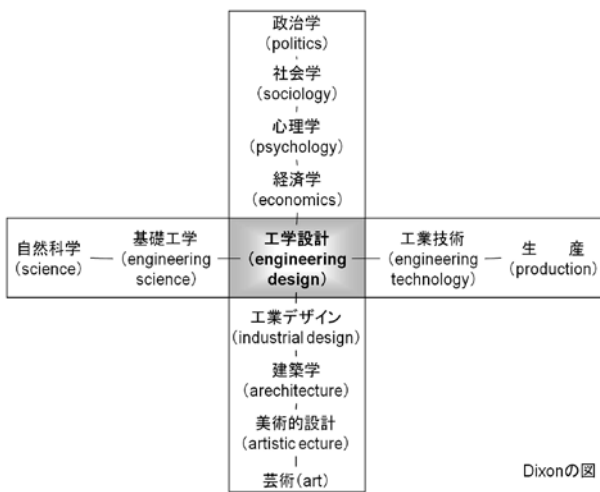 政治学
(politics)
社会学
(sociology)
心理学
(psychology)
経済学
(economics)
自然科学
(science)
基礎工学
(engineering
science)
工学設計
(engineering
design)
工業技術
(engineering
technology)
生　産
(production)
工業デザイン
(industrial design)
建築学
(arechitecture)
美術的設計
(artistic ecture)
芸術(art)
Dixonの図